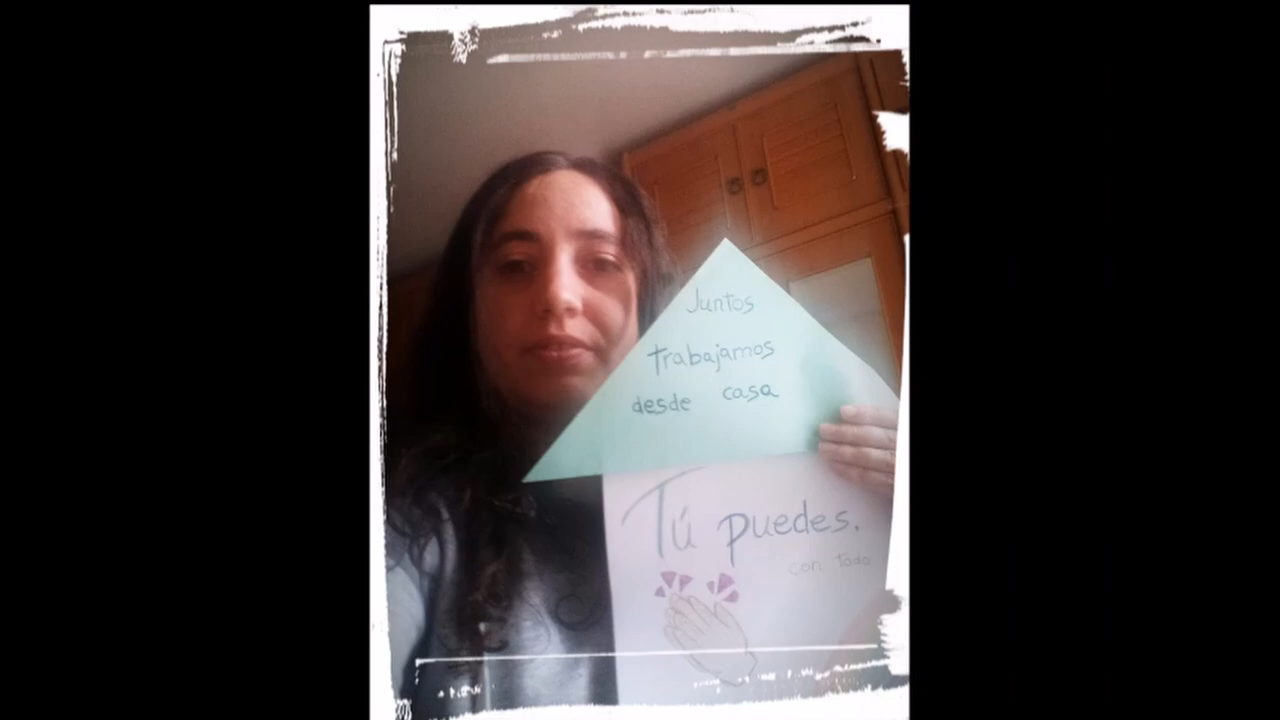 Juntos
trabajamos
desde casa
Tú puedes.
con todo